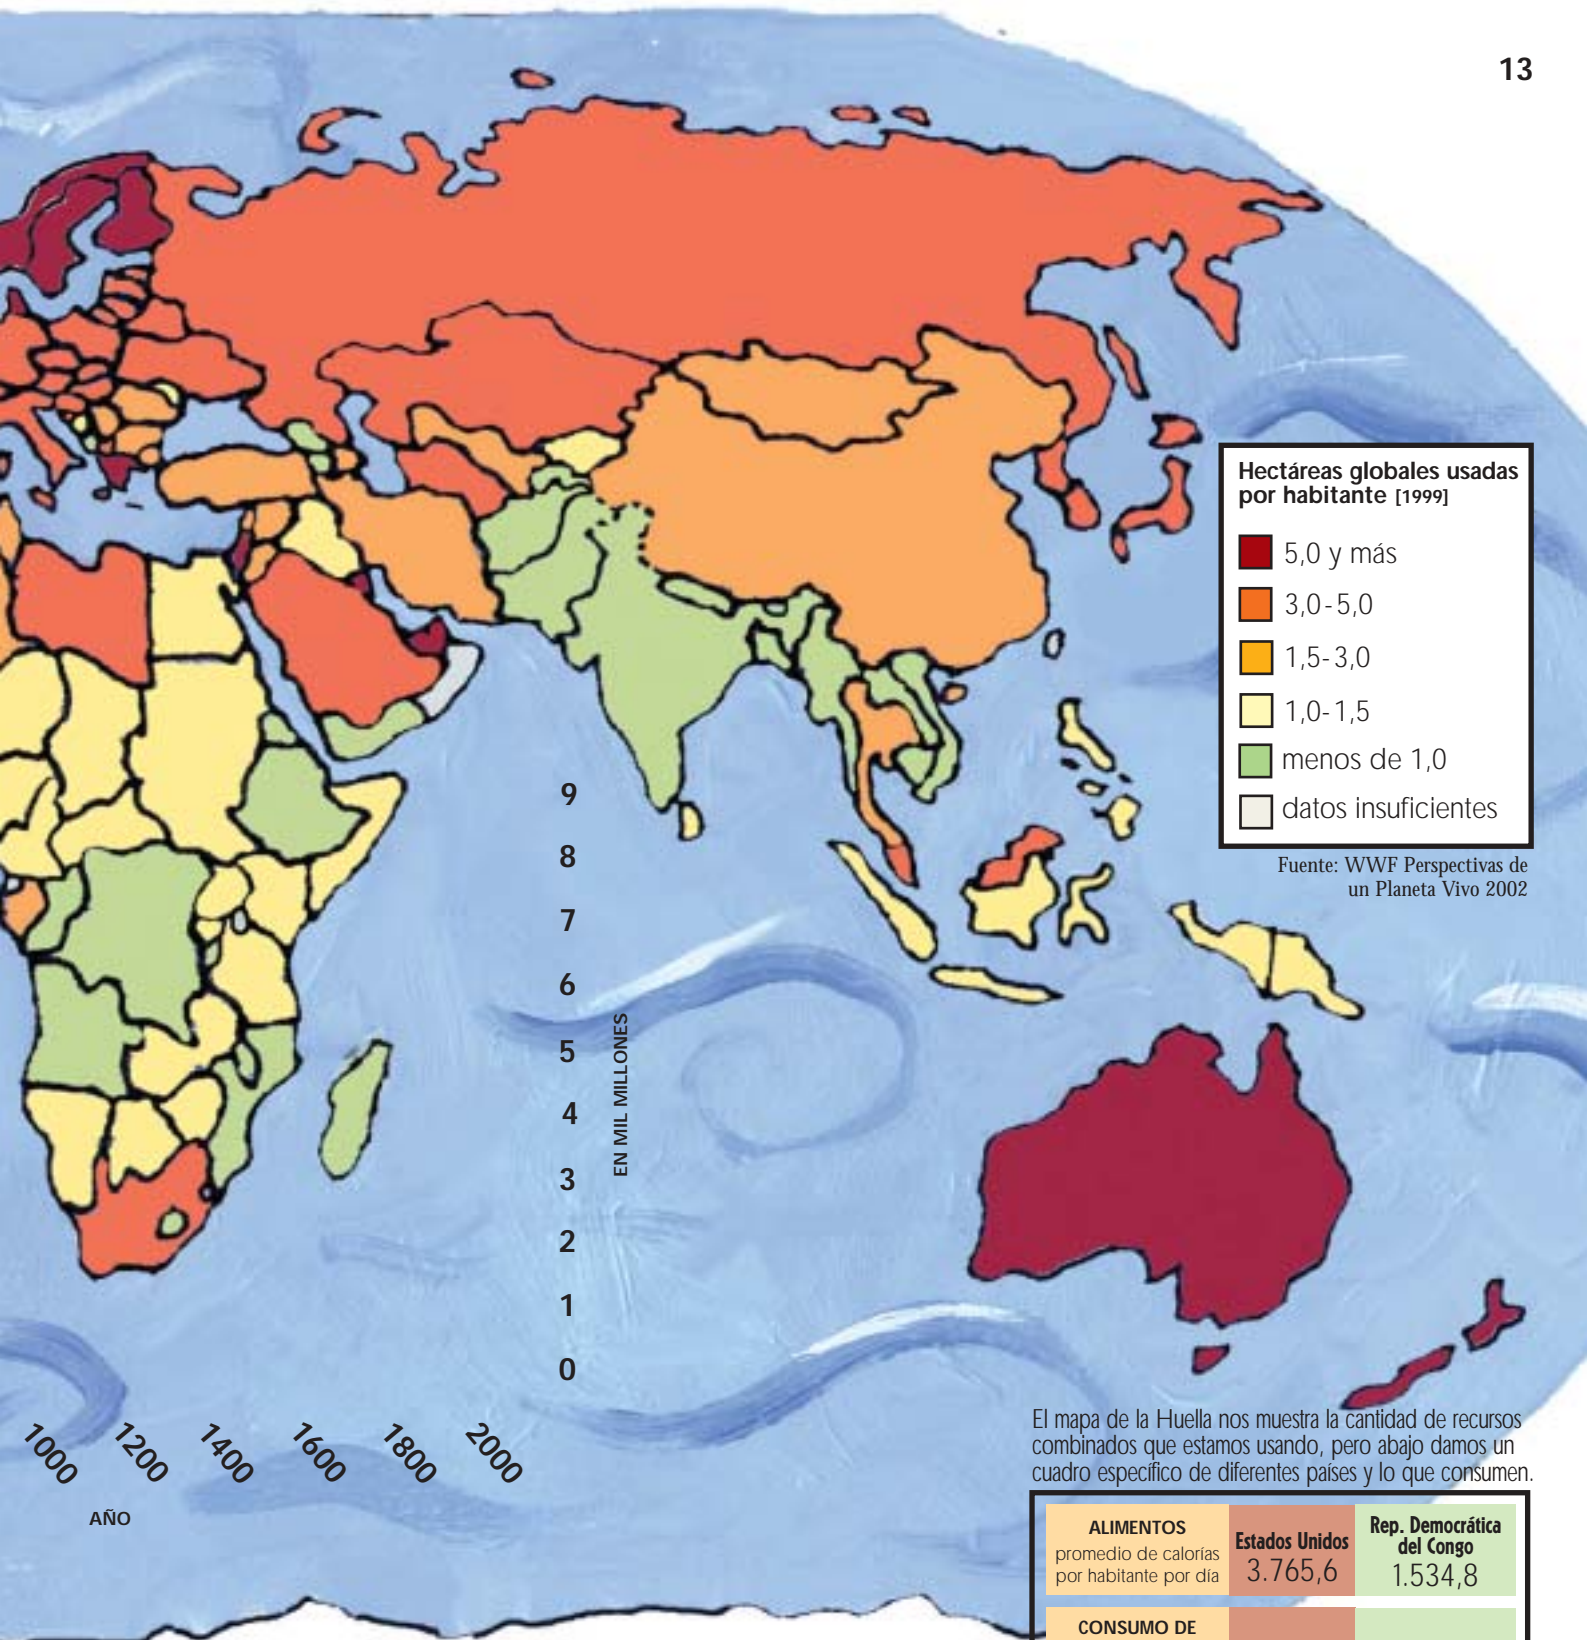 13
Hectáreas globales usadas
por habitante [1999]
5,0 y más
3,0-5,0
1,5-3,0
1,0-1,5
menos de 1,0
datos insuficientes
Fuente: WWF Perspectivas de
un Planeta Vivo 2002
9
8
7
6
5
4
3
2
1
0
EN MIL MILLONES
1000
1200
1400
1600
1800
2000
AÑO
El mapa de la Huella nos muestra la cantidad de recursos
combinados que estamos usando, pero abajo damos un
cuadro específico de diferentes países y lo que consumen.
ALIMENTOS
promedio de calorías
por habitante por día
Estados Unidos
3.765,6
Rep. Democrática
del Congo
1.534,8
CONSUMO DE